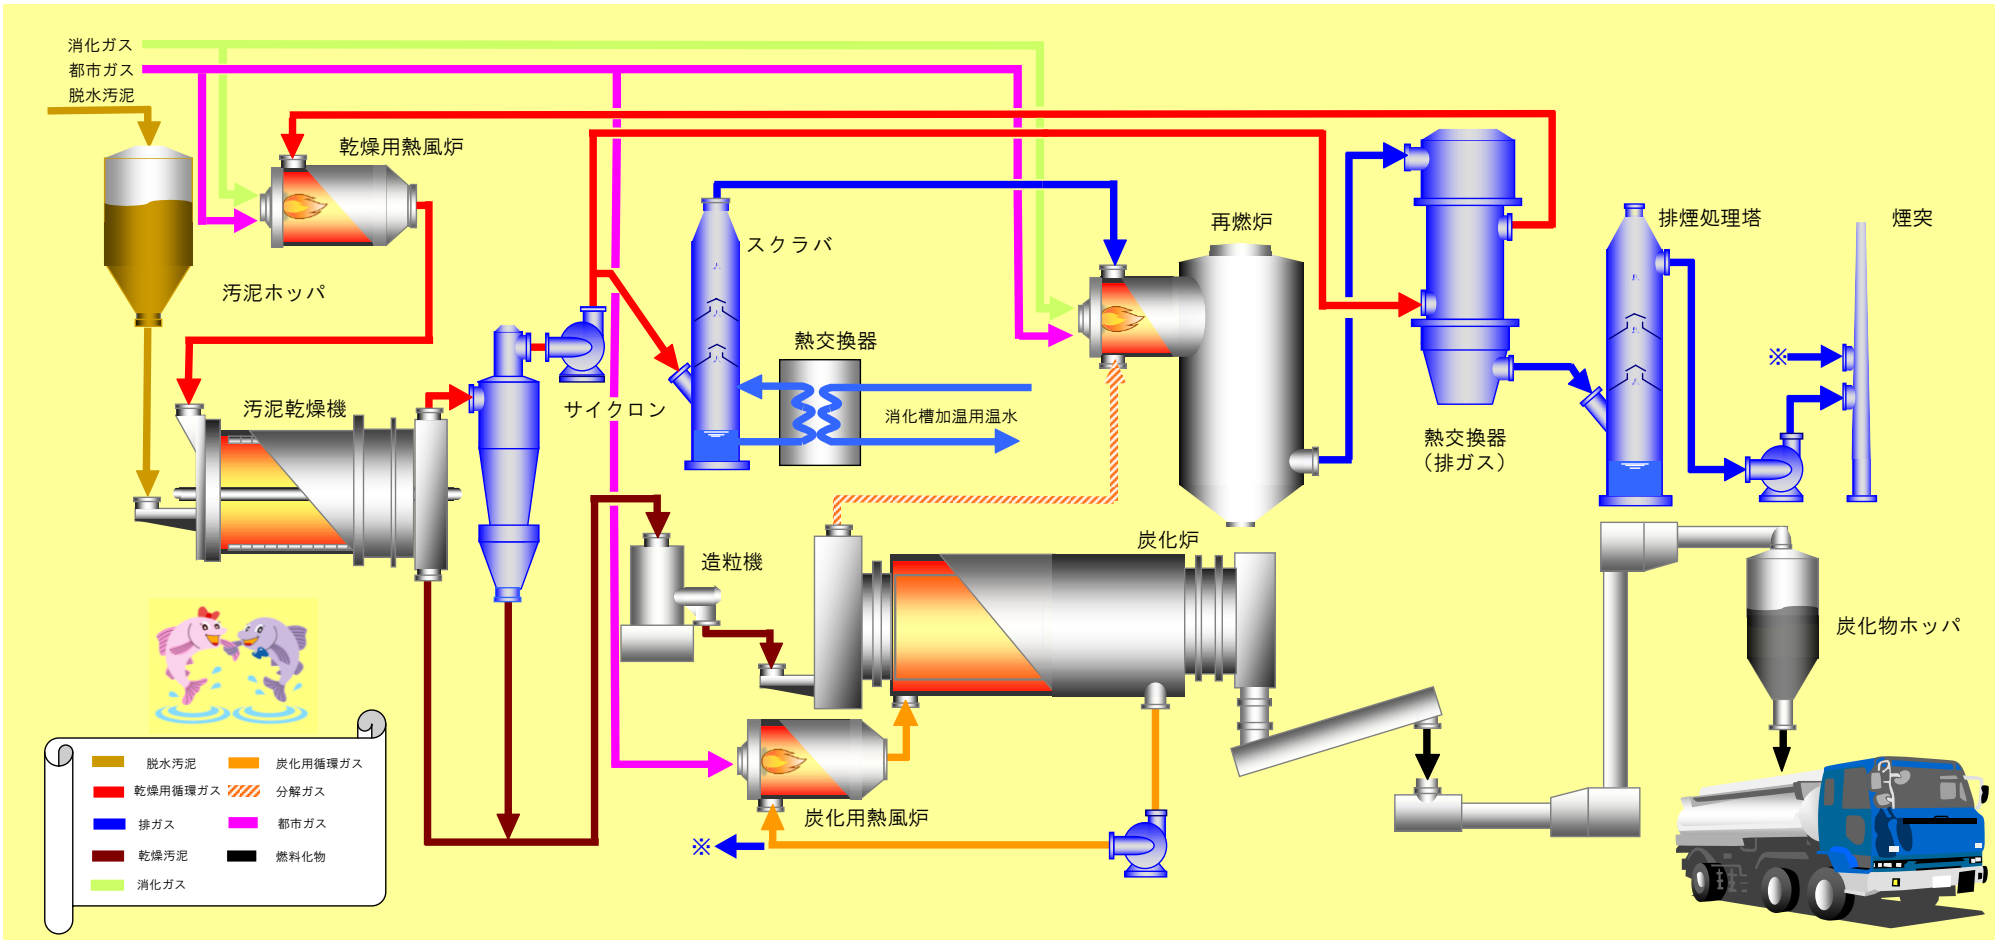 消化ガス
都市ガス
脱水汚泥
乾燥用熱風炉
汚泥ホッパ
スクラバ
再燃炉
排煙処理塔
煙突
熱交換器
※
汚泥乾燥機
サイクロン
消化槽加温用温水
熱交換器
（排ガス）
造粒機
炭化炉
炭化物ホッパ
炭化用熱風炉
※
脱水汚泥
炭化用循環ガス
乾燥用循環ガス
分解ガス
排ガス
都市ガス
乾燥汚泥
燃料化物
消化ガス